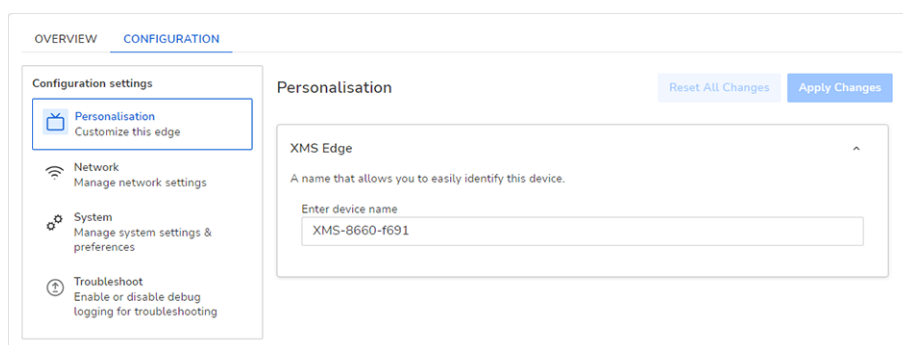 OVERVIEW CONFIGURATION
Configuration settings
Personalisation
Customize this edge
Network
Manage network settings
System
Manage system settings &
preferences
Troubleshoot
Enable or disable debug
logging for troubleshooting
Personalisation
Reset All Changes Apply Changes
XMS Edge
A name that allows you to easily identify this device.
Enter device name
XMS-8660-f691